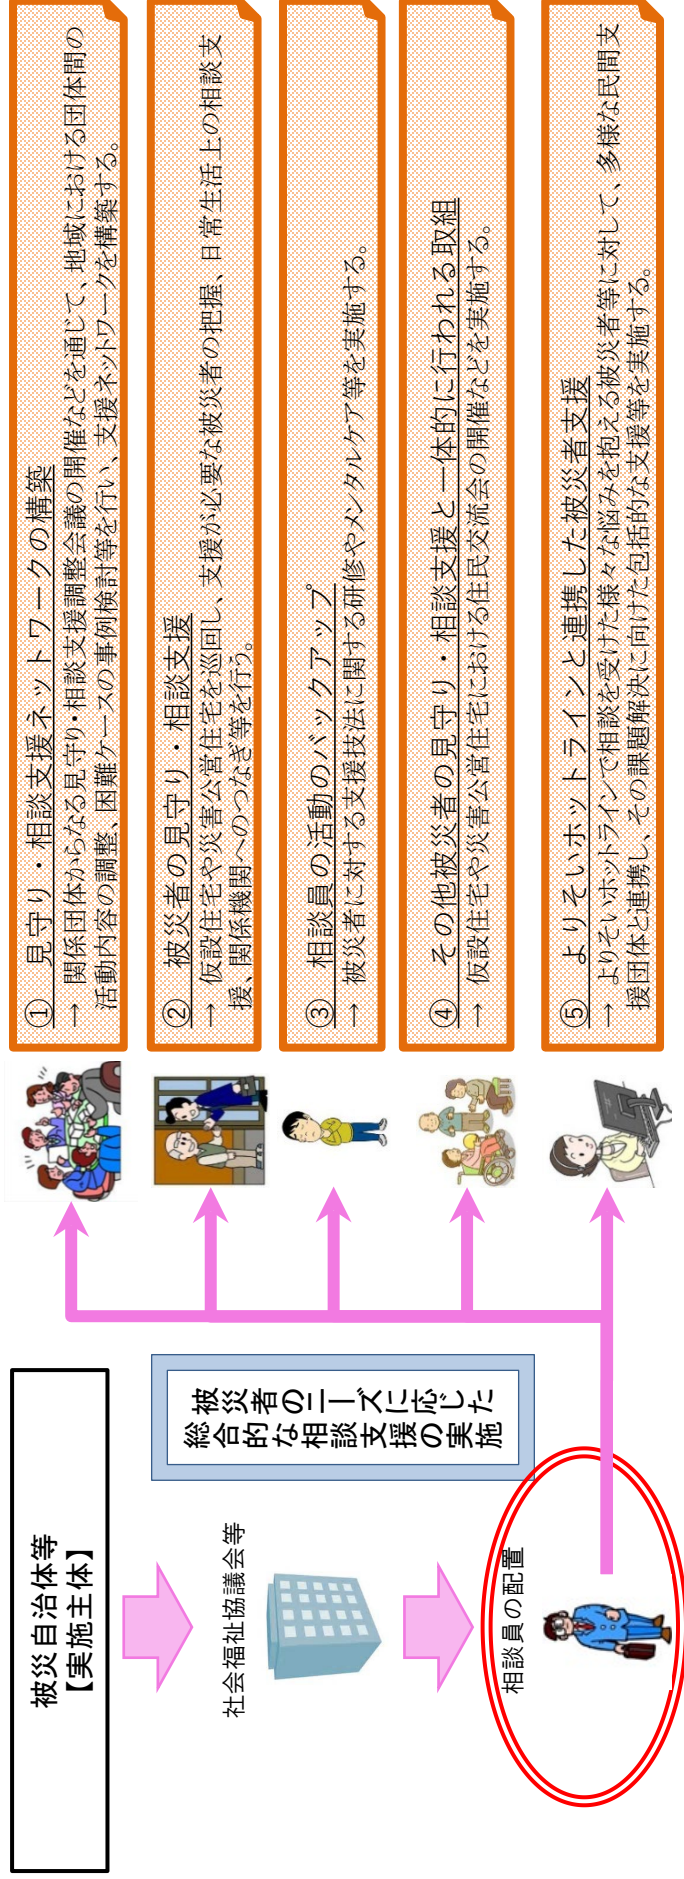 被災自治体等
【実施主体】
社会福祉協議会等
相談員の配置
被災者のニーズに応じた
総合的な相談支援の実施
① 見守り・相談支援ネットワークの構築
→ 関係団体からなる見守り・相談支援調整会議の開催などを通じて、地域における団体間の
活動内容の調整、困難ケースの事例検討等を行い、支援ネットワークを構築する。
② 被災者の見守り・相談支援
→ 仮設住宅や災害公営住宅を巡回し、支援が必要な被災者の把握、日常生活上の相談支
援、関係機関へのつなぎ等を行う。
③ 相談員の活動のバックアップ
→ 被災者に対する支援技法に関する研修やメンタルケア等を実施する。
④ その他被災者の見守り・相談支援と一体的に行われる取組
→ 仮設住宅や災害公営住宅における住民交流会の開催などを実施する。
⑤ よりそいホットラインと連携した被災者支援
→ よりそいホットラインで相談を受けた様々な悩みを抱える被災者等に対して、多様な民間支
援団体と連携し、その課題解決に向けた包括的な支援等を実施する。